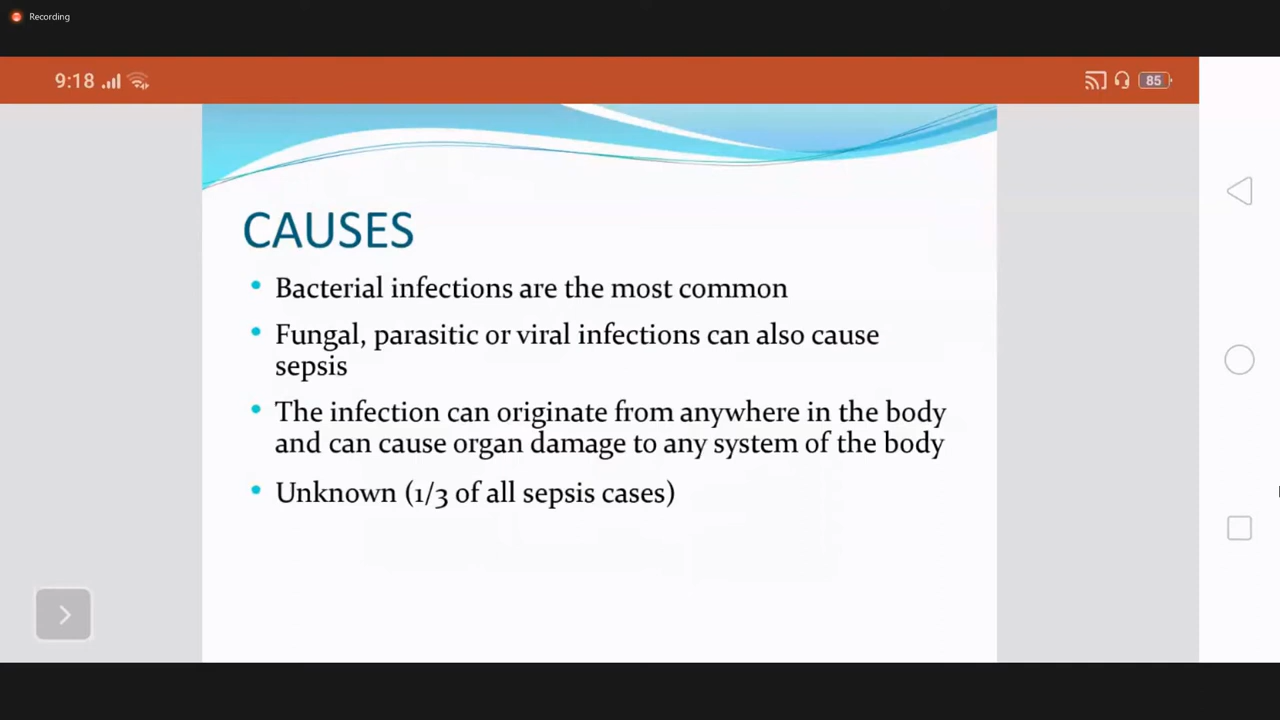 Recording
9:18
85
CAUSES
• Bacterial infections are the most common
• Fungal, parasitic or viral infections can also cause
sepsis
• The infection can originate from anywhere in the body
and can cause organ damage to any system of the body
• Unknown (1/3 of all sepsis cases)